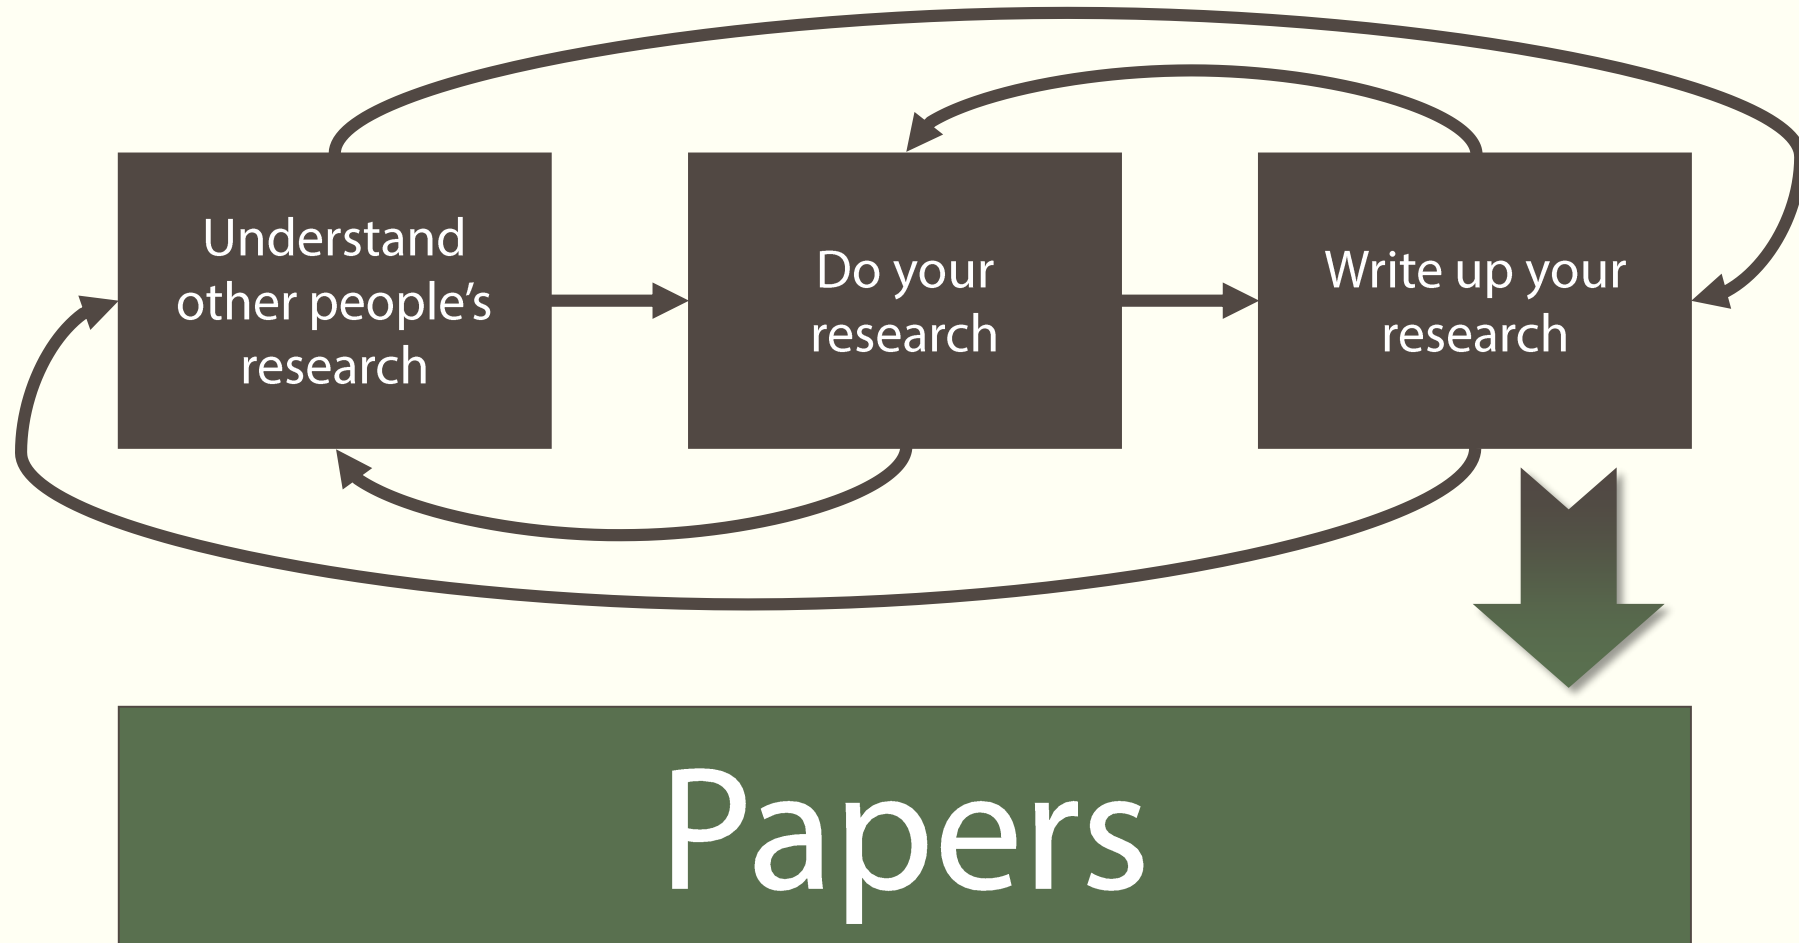 Understand
other people’s
research
Do your
research
Write up your
research
Papers